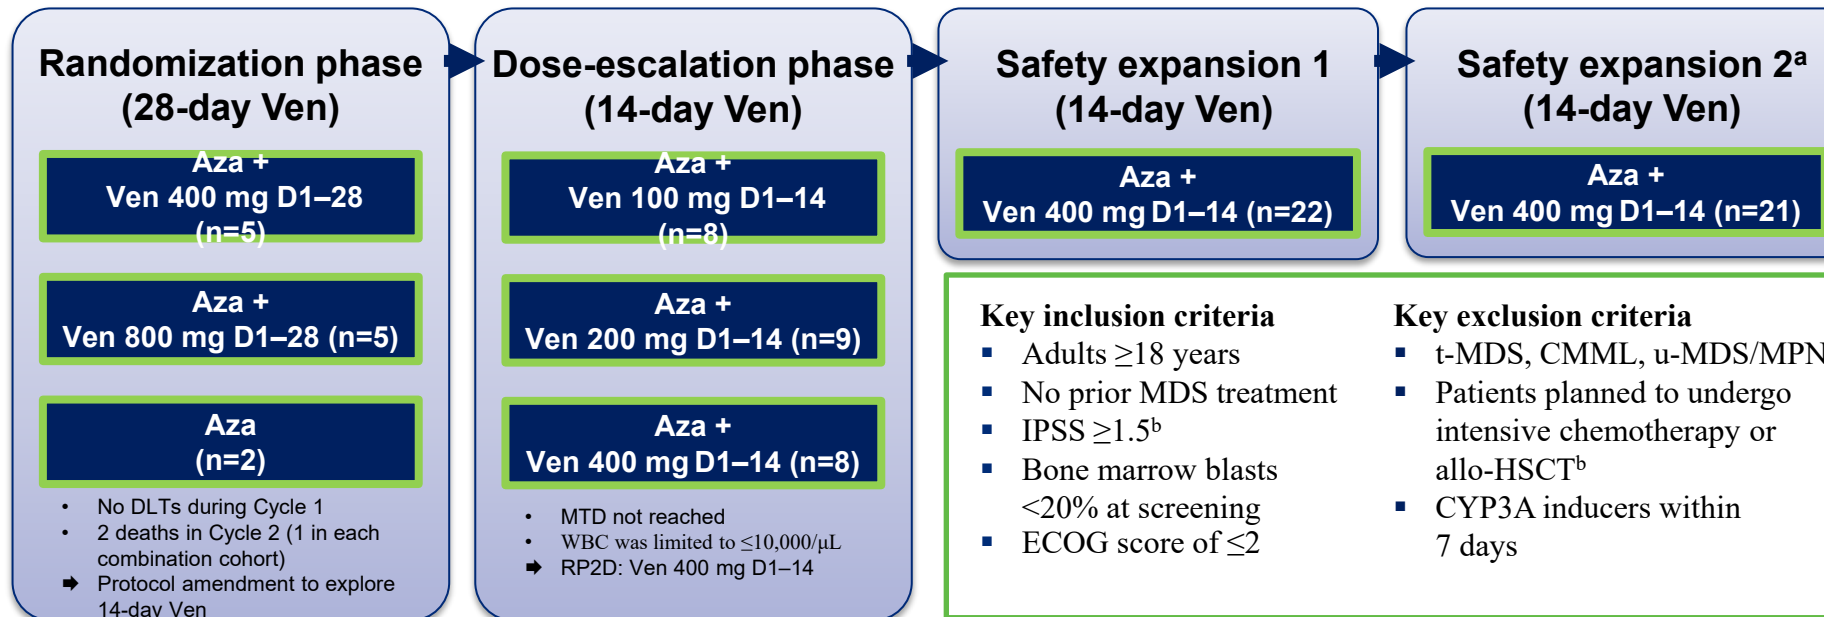 Randomization phase
(28-day Ven)
Aza +
Ven 400 mg D1–28
(n=5)
Aza +
Ven 800 mg D1–28 (n=5)
Aza
(n=2)
• No DLTs during Cycle 1
• 2 deaths in Cycle 2 (1 in each
combination cohort)
➡ Protocol amendment to explore
14-day Ven
Dose-escalation phase
(14-day Ven)
Aza +
Ven 100 mg D1–14
(n=8)
Aza +
Ven 200 mg D1–14 (n=9)
Aza +
Ven 400 mg D1–14 (n=8)
• MTD not reached
• WBC was limited to ≤10,000/μL
➡ RP2D: Ven 400 mg D1–14
Safety expansion 1
(14-day Ven)
Aza +
Ven 400 mg D1–14 (n=22)
Safety expansion 2ᵃ
(14-day Ven)
Aza +
Ven 400 mg D1–14 (n=21)
Key inclusion criteria
▪ Adults ≥18 years
▪ No prior MDS treatment
▪ IPSS ≥1.5ᵇ
▪ Bone marrow blasts
<20% at screening
▪ ECOG score of ≤2
Key exclusion criteria
▪ t-MDS, CMML, u-MDS/MPN
▪ Patients planned to undergo
intensive chemotherapy or
allo-HSCTᵇ
▪ CYP3A inducers within
7 days